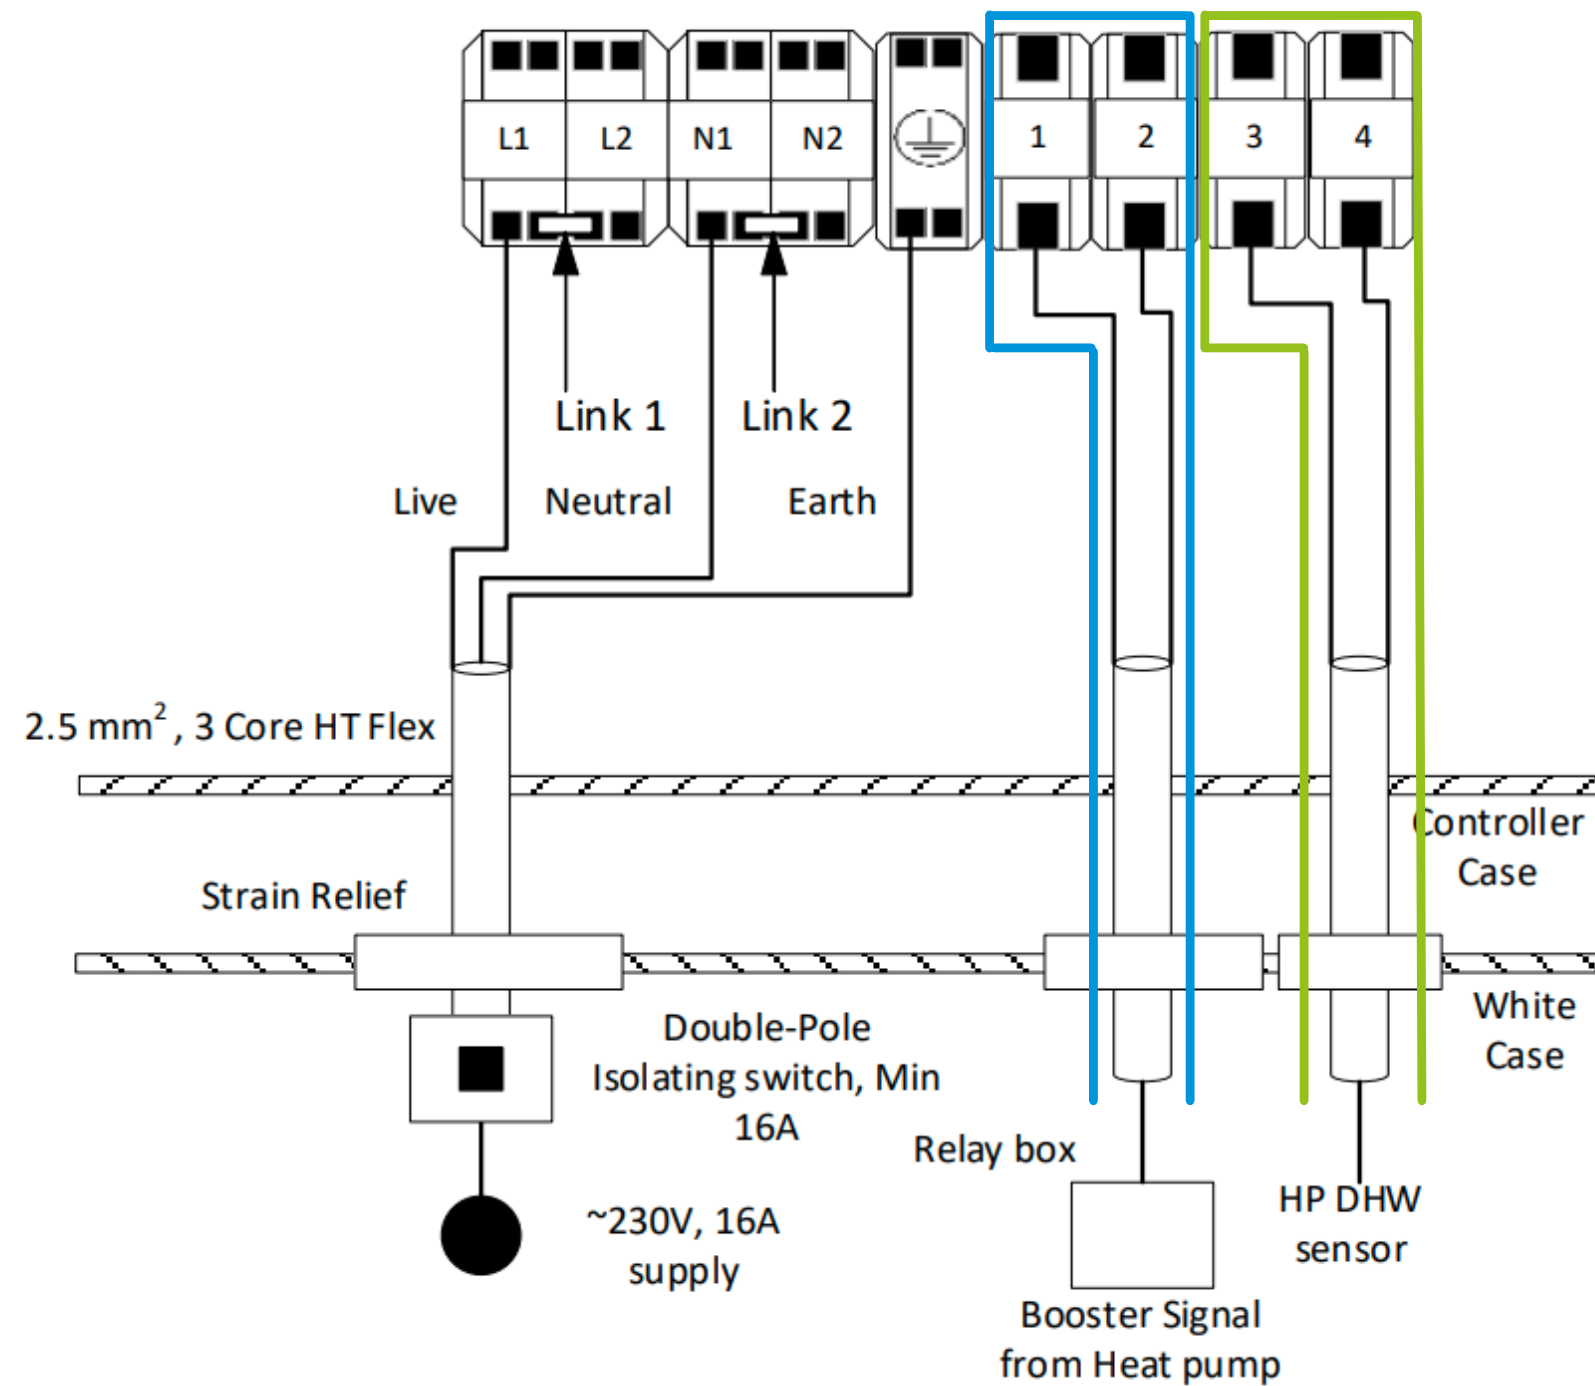 L1 L2 N1 N2 1 2 3 4
Link 1 Link 2
Live Neutral Earth
2.5 mm², 3 Core HT Flex
Controller
Case
Strain Relief
White
Case
Double-Pole
Isolating switch, Min
16A
Relay box
HP DHW
sensor
~230V, 16A
supply
Booster Signal
from Heat pump